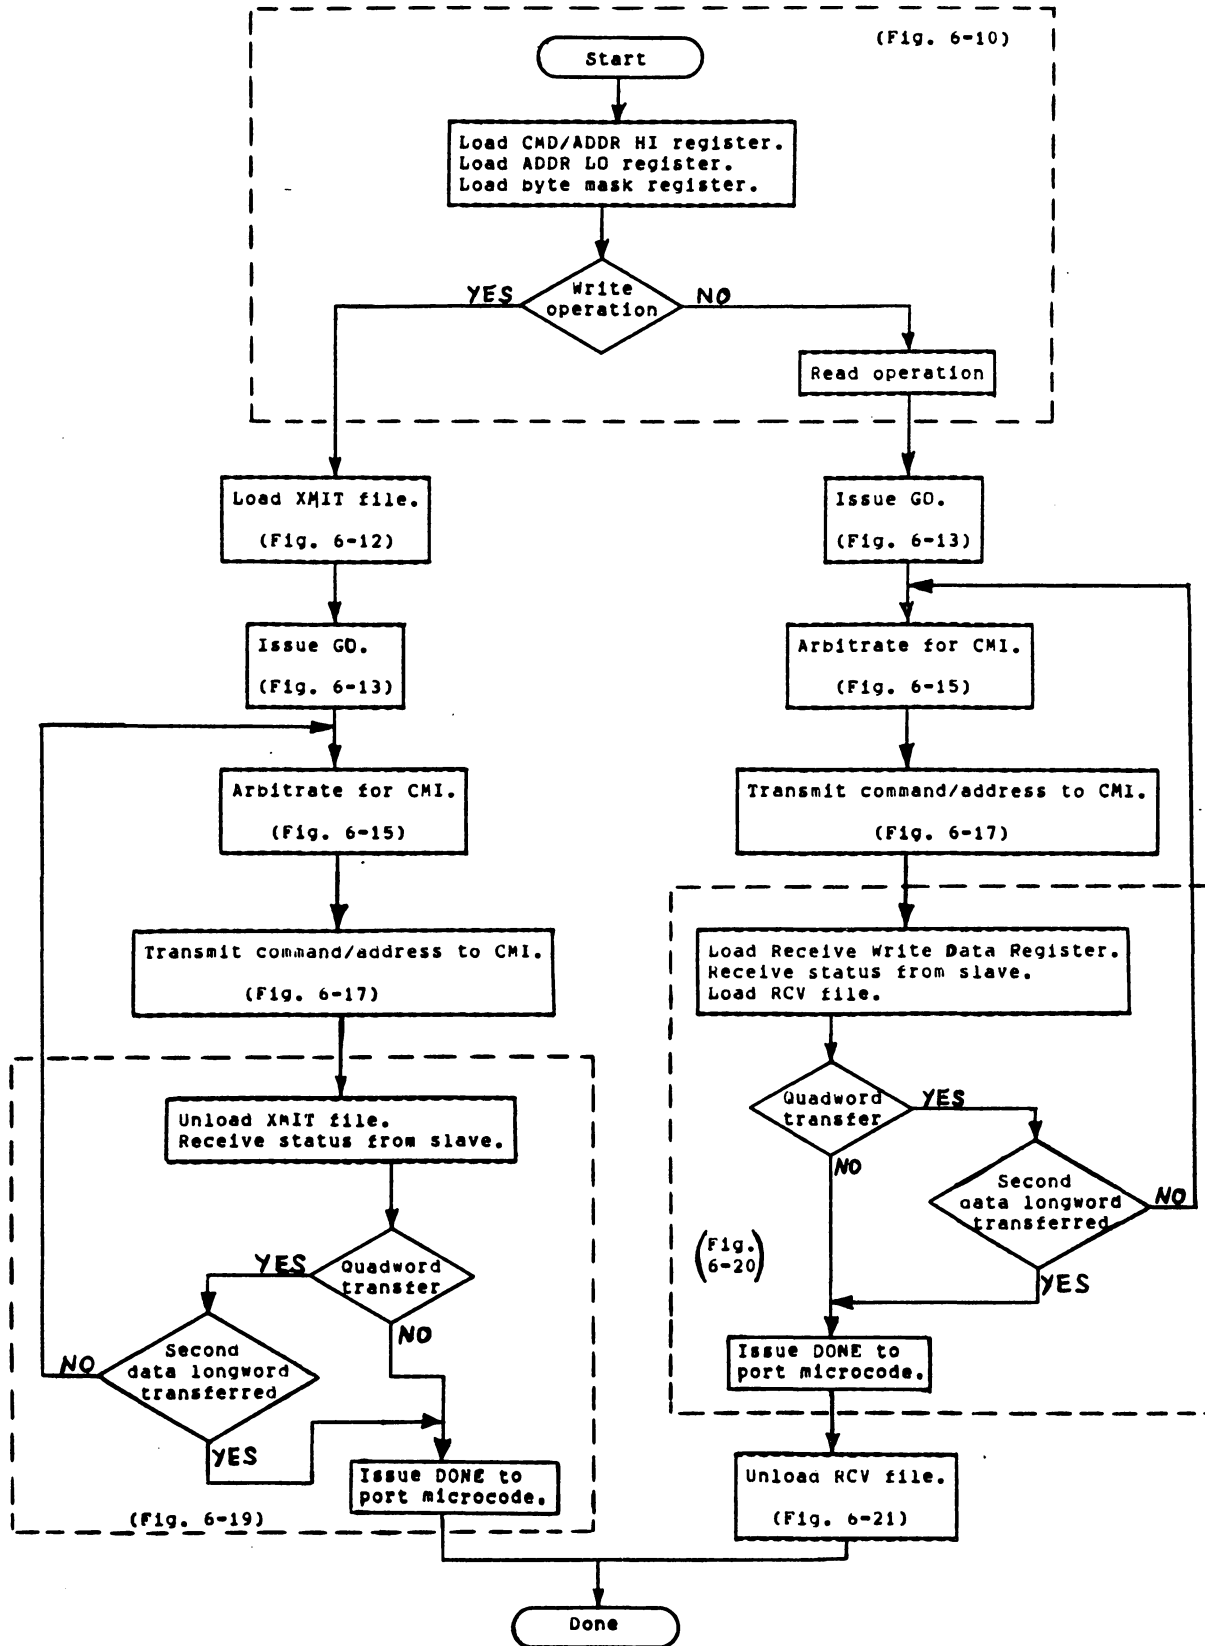 (Fig. 6-10)
Start
Load CMD/ADDR HI register.
Load ADDR LO register.
Load byte mask register.
Write
operation
YES
NO
Read operation
Load XMIT file.
(Fig. 6-12)
Issue GO.
(Fig. 6-13)
Arbitrate for CMI.
(Fig. 6-15)
Transmit command/address to CMI.
(Fig. 6-17)
Unload XMIT file.
Receive status from slave.
Quadword
transfer
YES
NO
Second
data longword
transferred
NO
YES
Issue DONE to
port microcode.
(Fig. 6-19)
Issue GO.
(Fig. 6-13)
Arbitrate for CMI.
(Fig. 6-15)
Transmit command/address to CMI.
(Fig. 6-17)
Load Receive Write Data Register.
Receive status from slave.
Load RCV file.
Quadword
transfer
YES
NO
Second
data longword
transferred
NO
YES
(Fig.
6-20)
Issue DONE to
port microcode.
Unload RCV file.
(Fig. 6-21)
Done